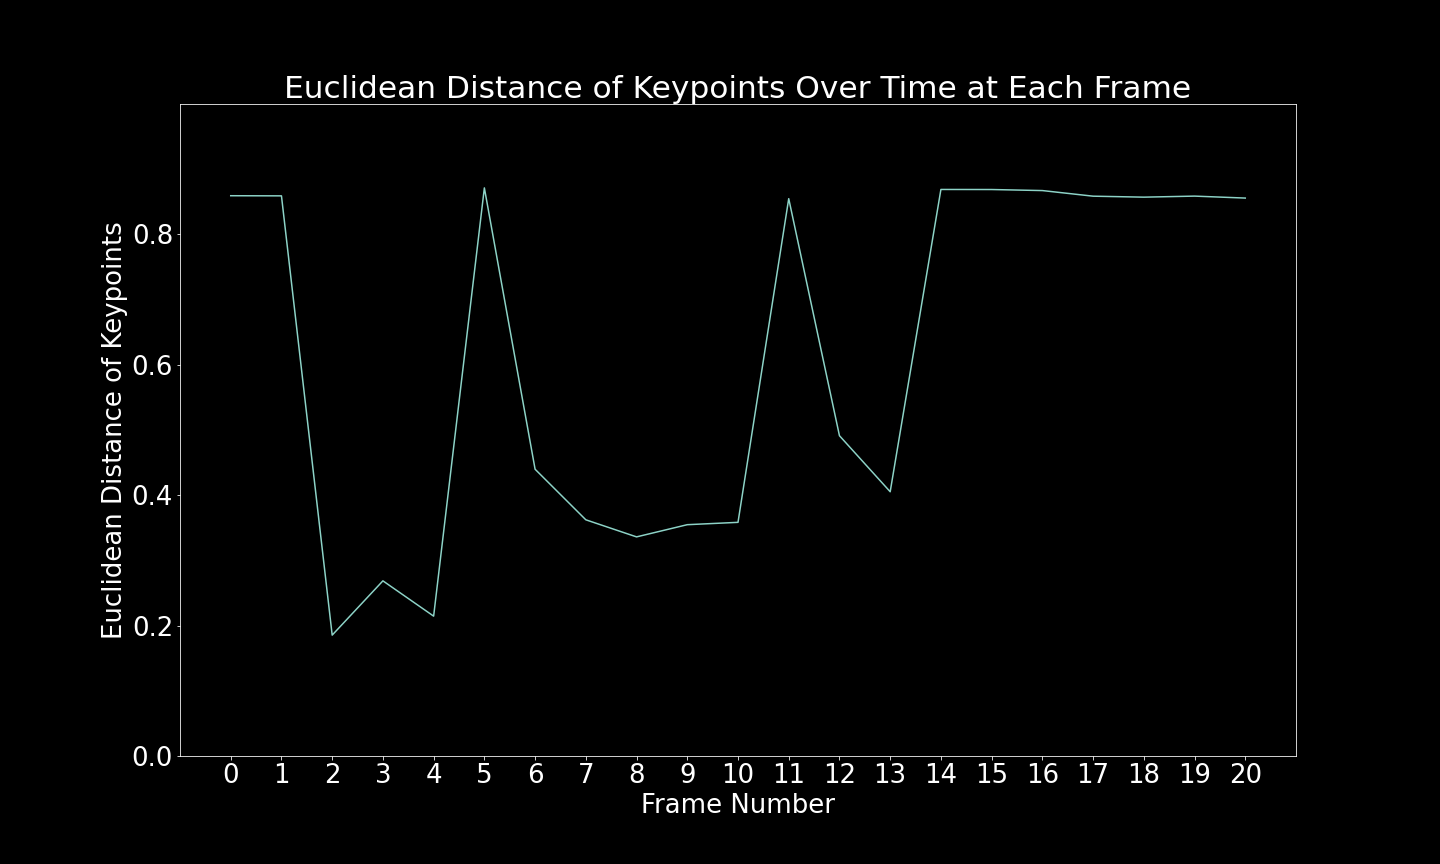 Euclidean Distance of Keypoints Over Time at Each Frame
Euclidean Distance of Keypoints
0.8
0.6
0.4
0.2
0.0
0 1 2 3 4 5 6 7 8 9 10 11 12 13 14 15 16 17 18 19 20
Frame Number